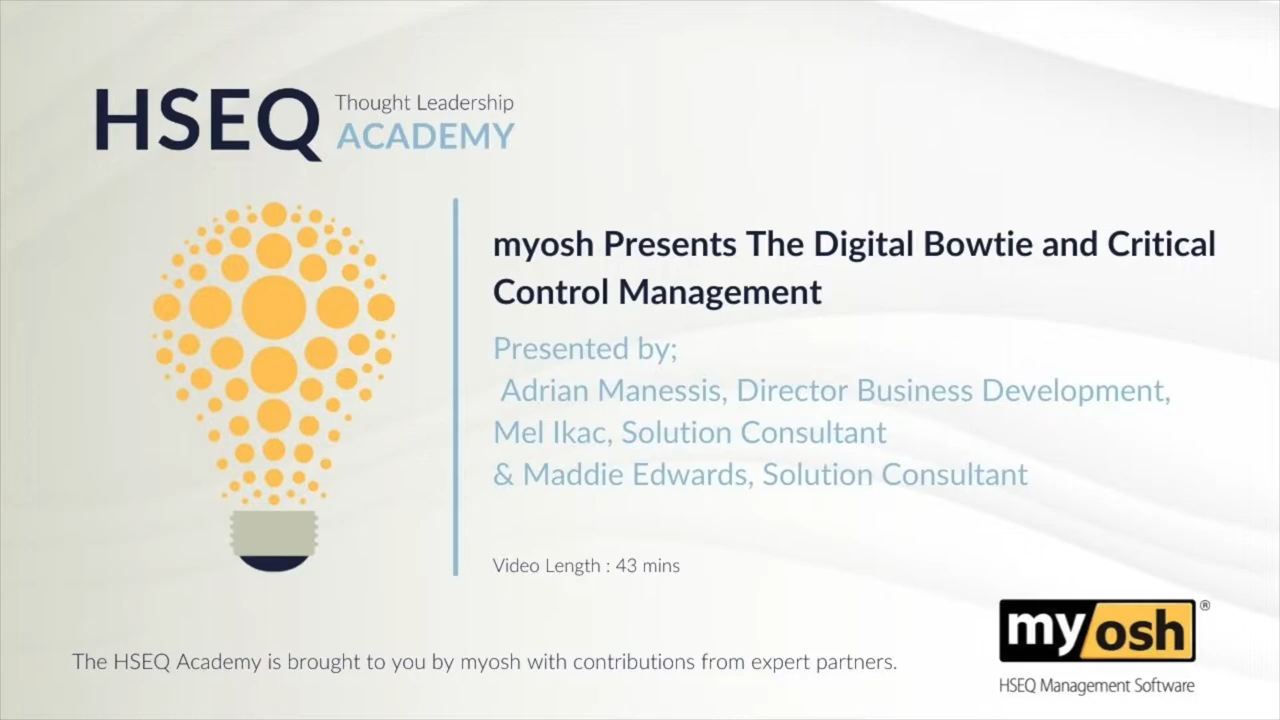 HSEQ Thought Leadership
ACADEMY
myosh Presents The Digital Bowtie and Critical
Control Management
Presented by;
Adrian Manessis, Director Business Development,
Mel Ikac, Solution Consultant
& Maddie Edwards, Solution Consultant
Video Length : 43 mins
The HSEQ Academy is brought to you by myosh with contributions from expert partners.
my osh ®
HSEQ Management Software